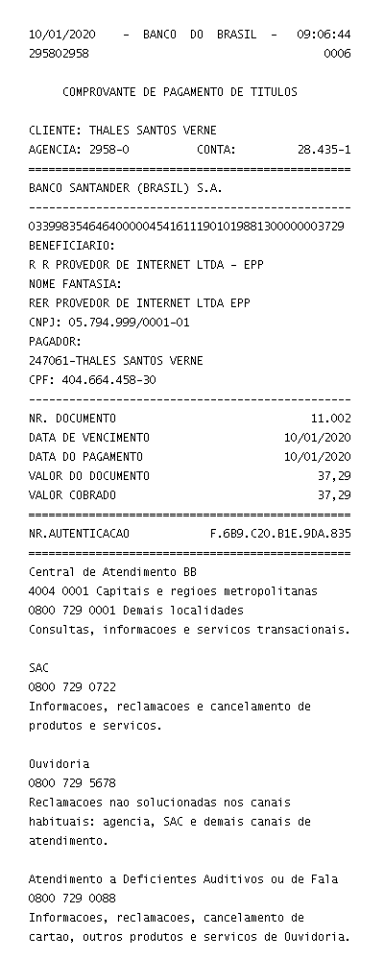 10/01/2020 - BANCO DO BRASIL - 09:06:44
295802958 0006
COMPROVANTE DE PAGAMENTO DE TITULOS
CLIENTE: THALES SANTOS VERNE
AGENCIA: 2958-0 CONTA: 28.435-1
================================================
BANCO SANTANDER (BRASIL) S.A.
------------------------------------------------
03399835464640000045416111901019881300000003729
BENEFICIARIO:
R R PROVEDOR DE INTERNET LTDA - EPP
NOME FANTASIA:
RER PROVEDOR DE INTERNET LTDA EPP
CNPJ: 05.794.999/0001-01
PAGADOR:
247061-THALES SANTOS VERNE
CPF: 404.664.458-30
------------------------------------------------
NR. DOCUMENTO 11.002
DATA DE VENCIMENTO 10/01/2020
DATA DO PAGAMENTO 10/01/2020
VALOR DO DOCUMENTO 37,29
VALOR COBRADO 37,29
================================================
NR.AUTENTICACAO F.6B9.C20.B1E.9DA.835
================================================
Central de Atendimento BB
4004 0001 Capitais e regioes metropolitanas
0800 729 0001 Demais localidades
Consultas, informacoes e servicos transacionais.
SAC
0800 729 0722
Informacoes, reclamacoes e cancelamento de
produtos e servicos.
Ouvidoria
0800 729 5678
Reclamacoes nao solucionadas nos canais
habituais: agencia, SAC e demais canais de
atendimento.
Atendimento a Deficientes Auditivos ou de Fala
0800 729 0088
Informacoes, reclamacoes, cancelamento de
cartao, outros produtos e servicos de Ouvidoria.